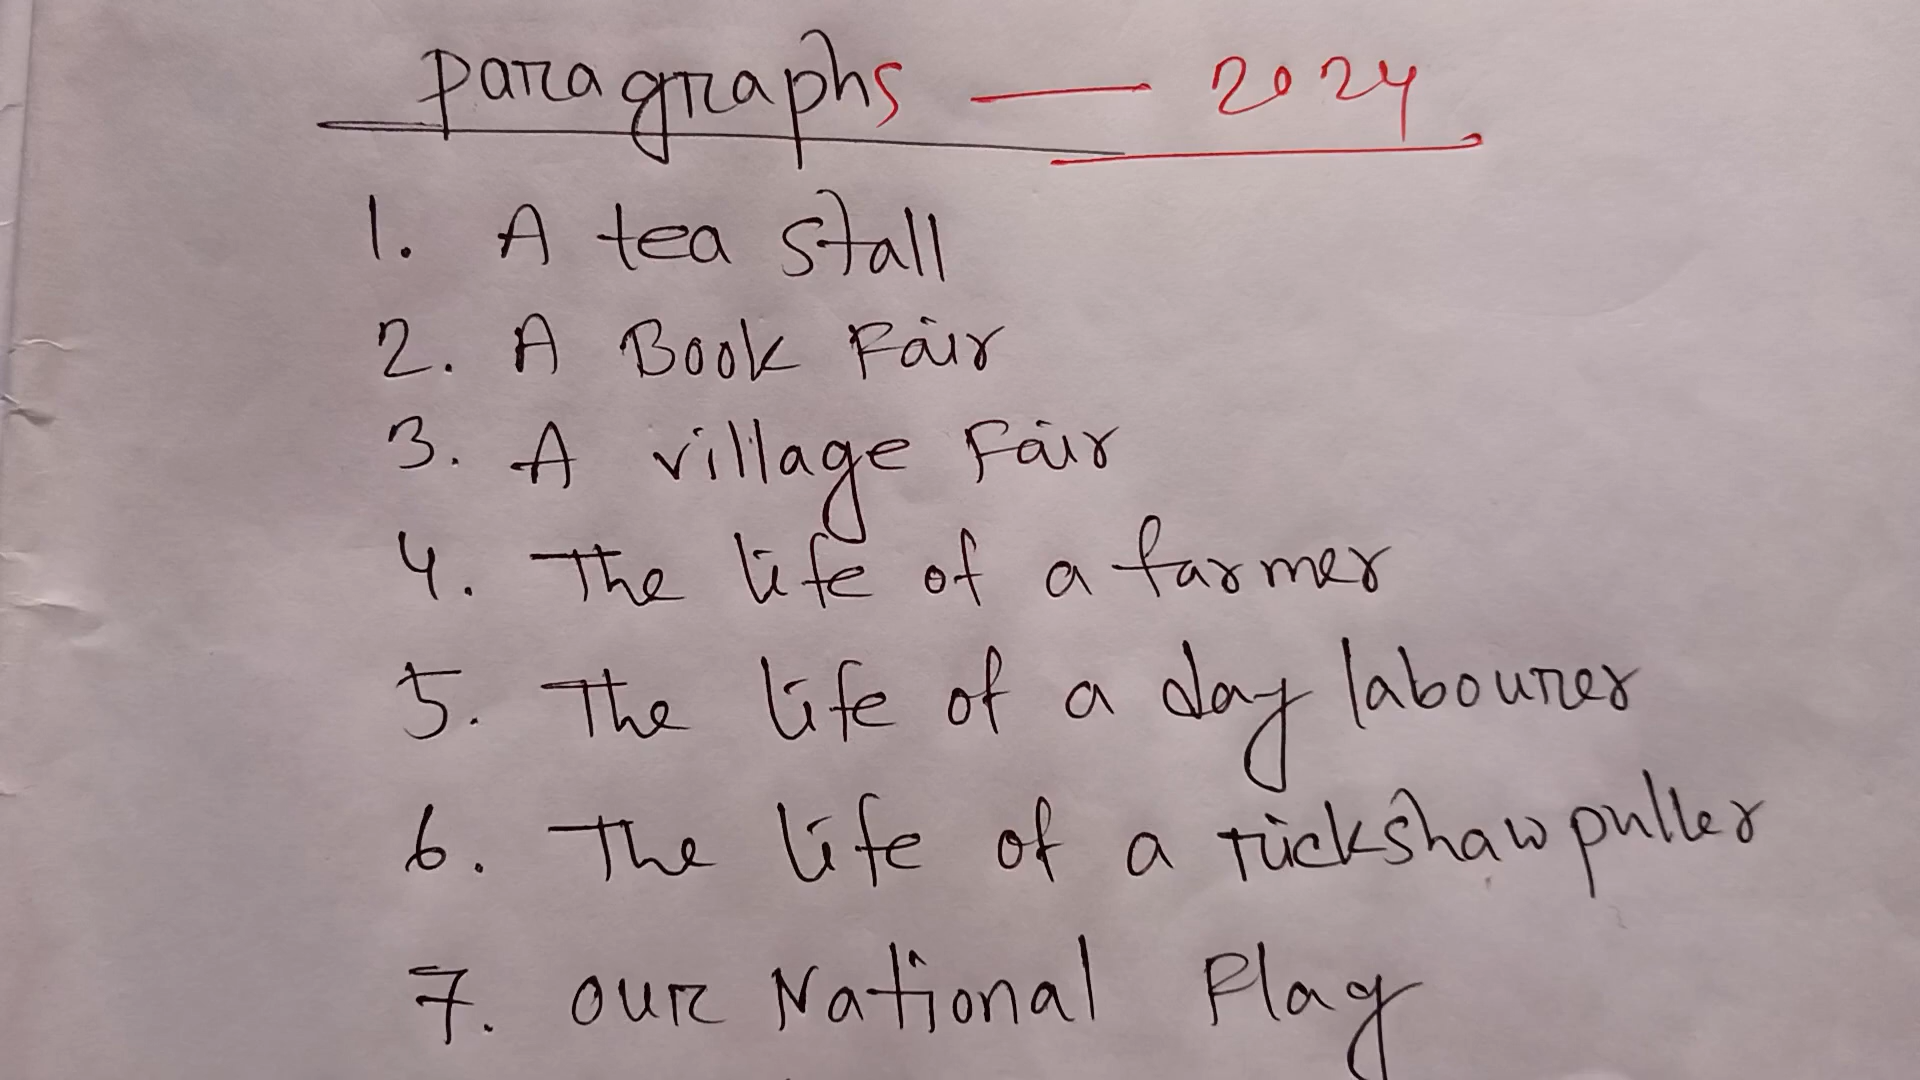 Paragraphs — 2024
1. A tea stall
2. A Book Fair
3. A village Fair
4. The life of a farmer
5. The life of a day labourer
6. The life of a rickshaw puller
7. Our National Flag